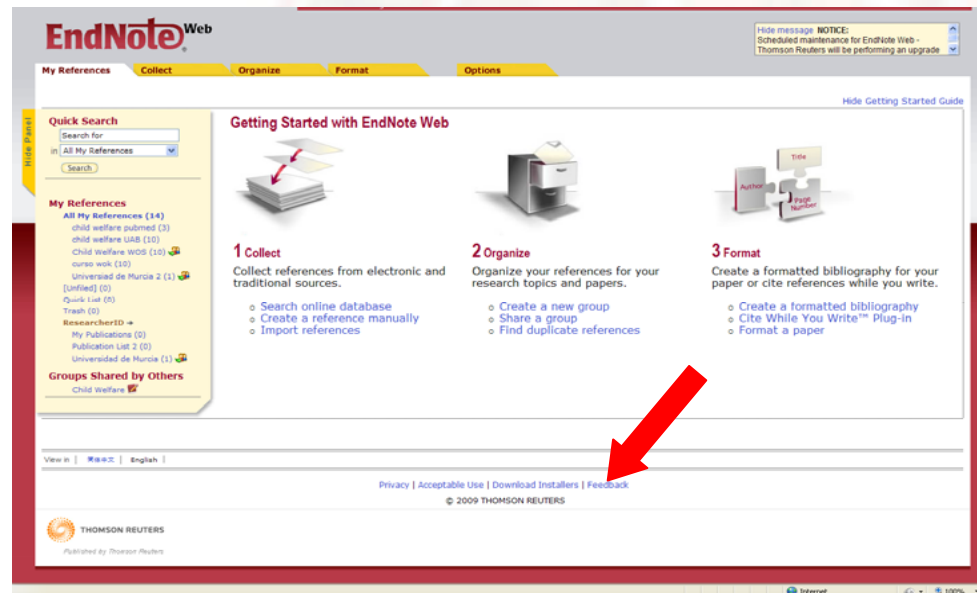 EndNote Web
Hide message NOTICE:
Scheduled maintenance for EndNote Web -
Thomson Reuters will be performing an upgrade
My References
Collect
Organize
Format
Options
Hide Getting Started Guide
Hide Panel
Quick Search
Search for
in All My References
Search
My References
All My References (14)
child welfare pubmed (3)
child welfare UAB (10)
Child Welfare WOS (10)
curso wok (10)
Universiad de Murcia 2 (1)
[Unfiled] (0)
Quick List (0)
Trash (0)
ResearcherID →
My Publications (0)
Publication List 2 (0)
Universidad de Murcia (1)
Groups Shared by Others
Child Welfare
Getting Started with EndNote Web
Title
Author
Page
Number
1 Collect
Collect references from electronic and
traditional sources.
Search online database
Create a reference manually
Import references
2 Organize
Organize your references for your
research topics and papers.
Create a new group
Share a group
Find duplicate references
3 Format
Create a formatted bibliography for your
paper or cite references while you write.
Create a formatted bibliography
Cite While You Write™ Plug-in
Format a paper
View in | 简体中文 | English |
Privacy | Acceptable Use | Download Installers | Feedback
© 2009 THOMSON REUTERS
THOMSON REUTERS
Published by Thomson Reuters
Internet
100%